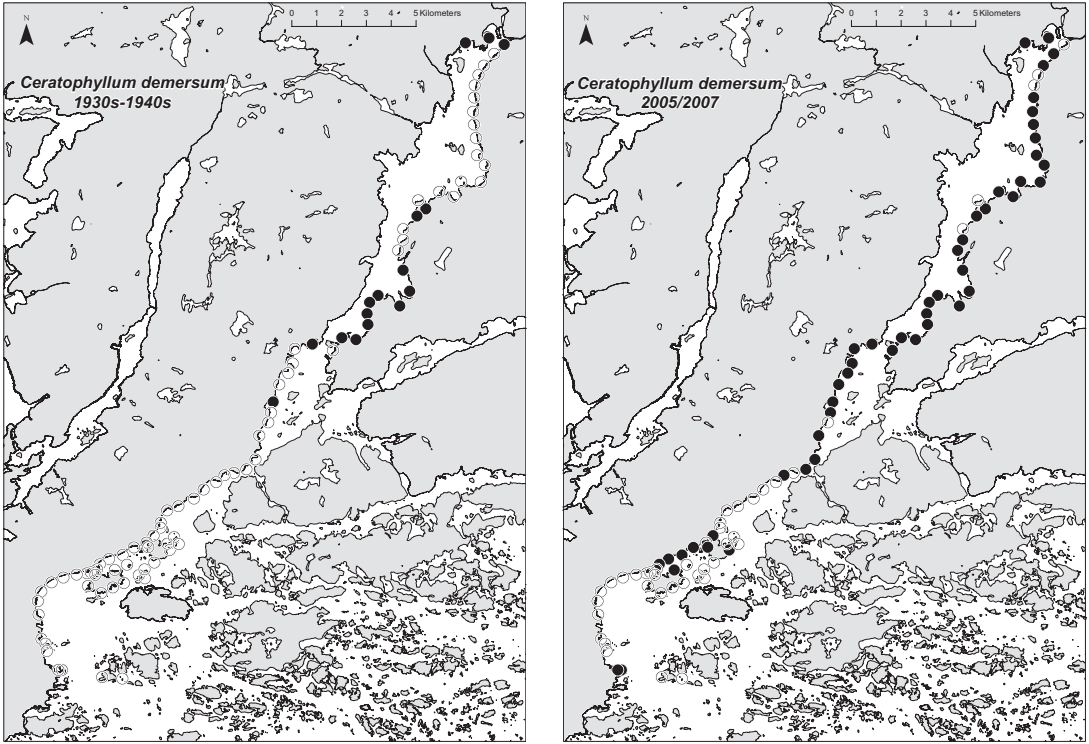 N
0 1 2 3 4 5 Kilometers
Ceratophyllum demersum
1930s-1940s
N
0 1 2 3 4 5 Kilometers
Ceratophyllum demersum
2005/2007